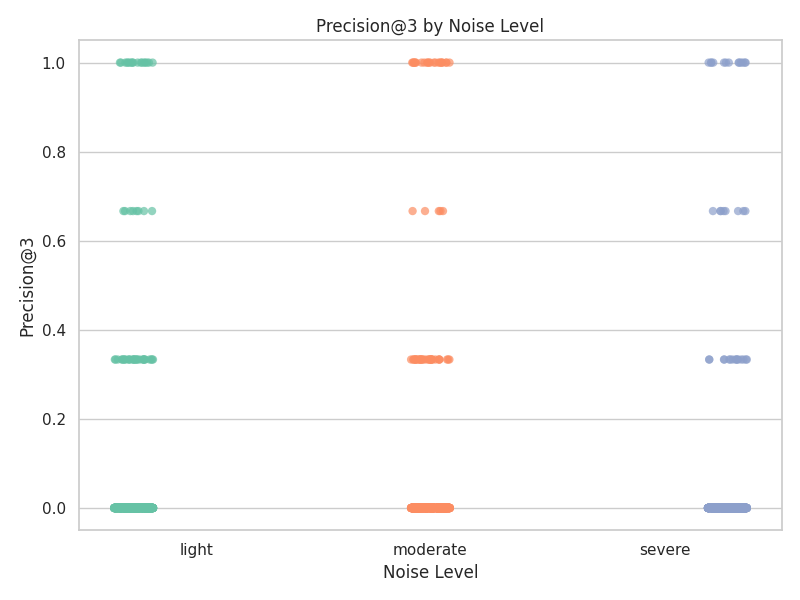 Precision@3 by Noise Level
Precision@3
1.0
0.8
0.6
0.4
0.2
0.0
light
moderate
severe
Noise Level